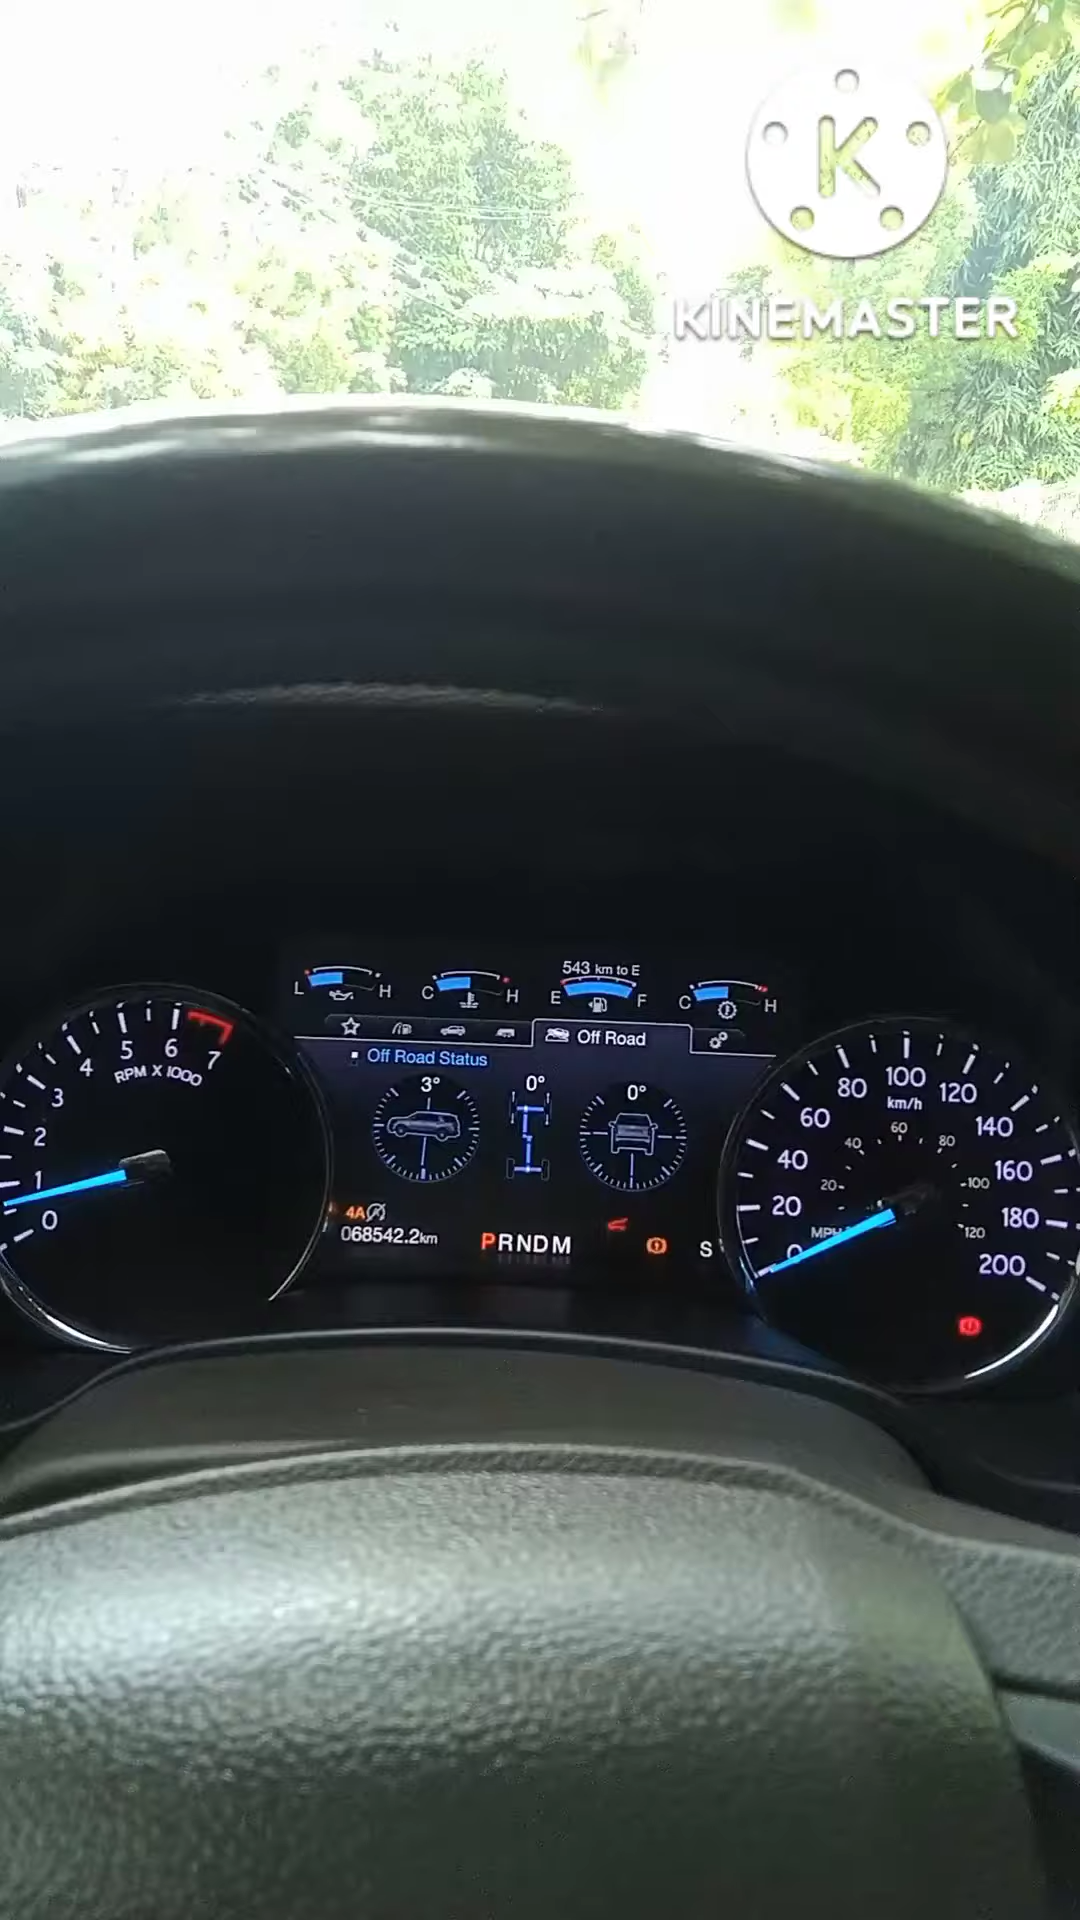 K
KINEMASTER
543 km to E
L H
C H
E F
C H
Off Road
Off Road Status
3° 0° 0°
0 1 2 3 4 5 6 7
RPM X 1000
4A
068542.2km
PRNDM
S
0 20 40 60 80 100 120 140 160 180 200
km/h
20 40 60 80 100 120
MPH